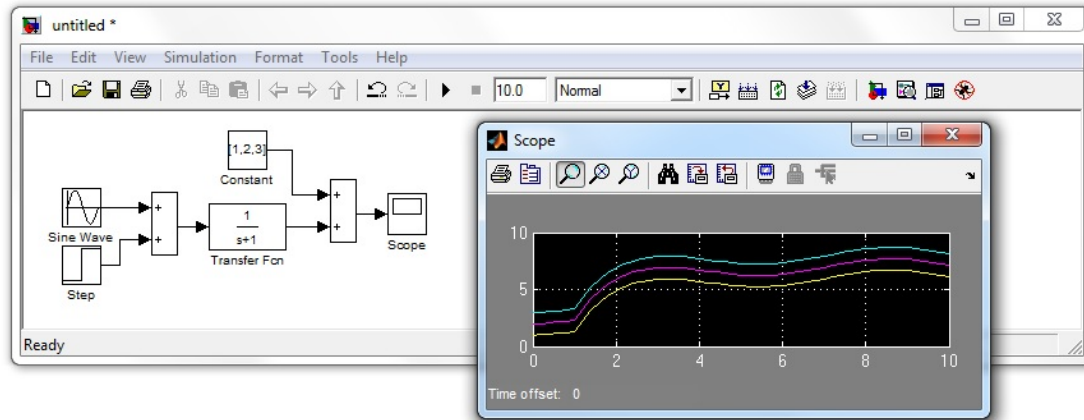 untitled *
File Edit View Simulation Format Tools Help
10.0 Normal
[1,2,3]
Constant
+
+
Sine Wave
+
+
1
s+1
Transfer Fcn
Scope
Step
Ready
Scope
10
5
0
0 2 4 6 8 10
Time offset: 0